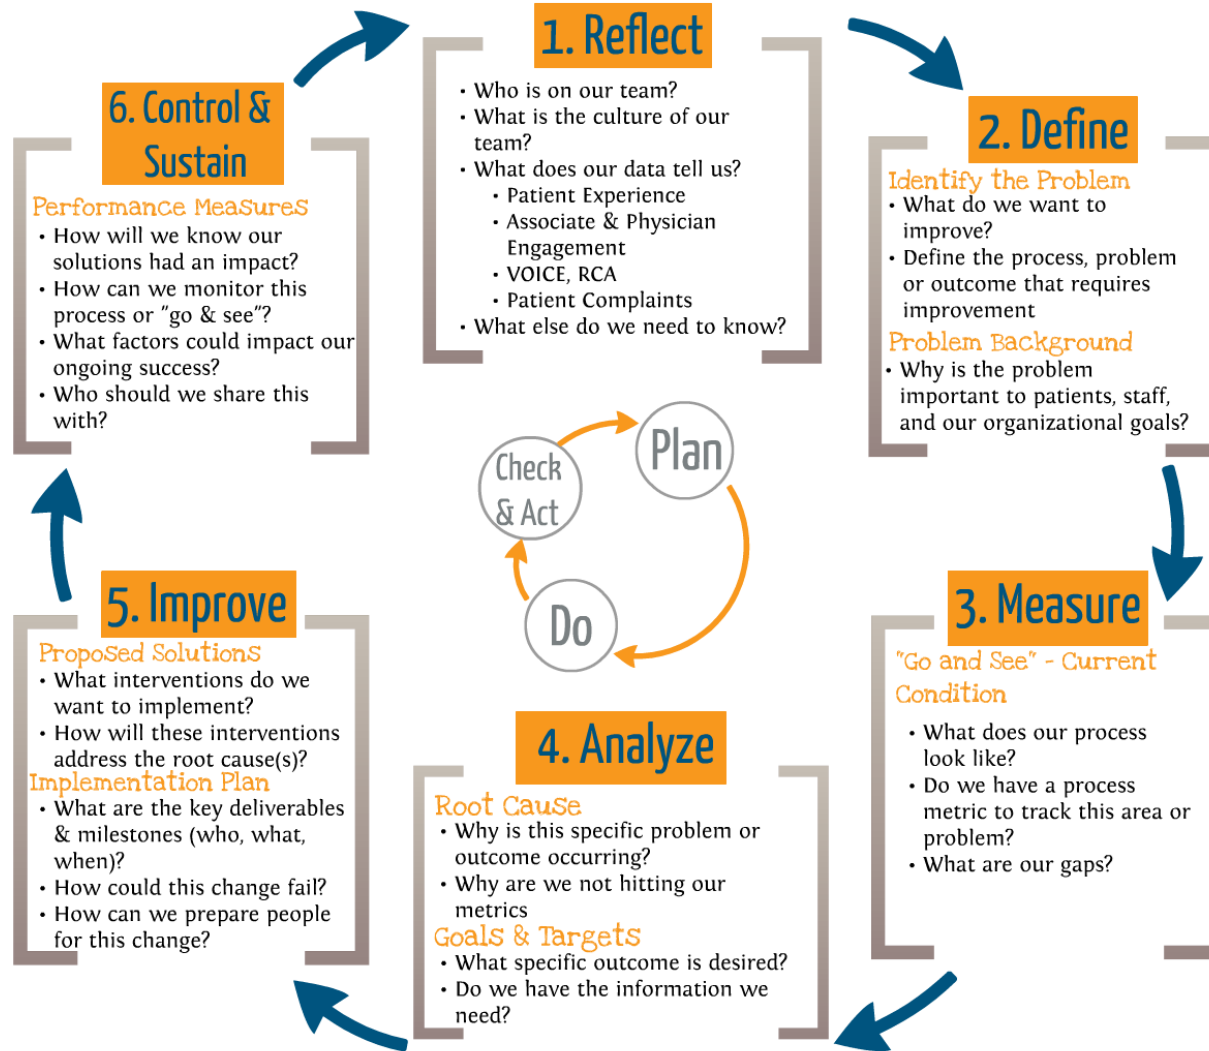 1. Reflect
• Who is on our team?
• What is the culture of our
team?
• What does our data tell us?
• Patient Experience
• Associate & Physician
Engagement
• VOICE, RCA
• Patient Complaints
• What else do we need to know?
2. Define
Identify the Problem
• What do we want to
improve?
• Define the process, problem
or outcome that requires
improvement
Problem Background
• Why is the problem
important to patients, staff,
and our organizational goals?
3. Measure
"Go and See" - Current
Condition
• What does our process
look like?
• Do we have a process
metric to track this area or
problem?
• What are our gaps?
4. Analyze
Root Cause
• Why is this specific problem or
outcome occurring?
• Why are we not hitting our
metrics
Goals & Targets
• What specific outcome is desired?
• Do we have the information we
need?
5. Improve
Proposed Solutions
• What interventions do we
want to implement?
• How will these interventions
address the root cause(s)?
Implementation Plan
• What are the key deliverables
& milestones (who, what,
when)?
• How could this change fail?
• How can we prepare people
for this change?
6. Control &
Sustain
Performance Measures
• How will we know our
solutions had an impact?
• How can we monitor this
process or "go & see"?
• What factors could impact our
ongoing success?
• Who should we share this
with?
Plan
Do
Check
& Act